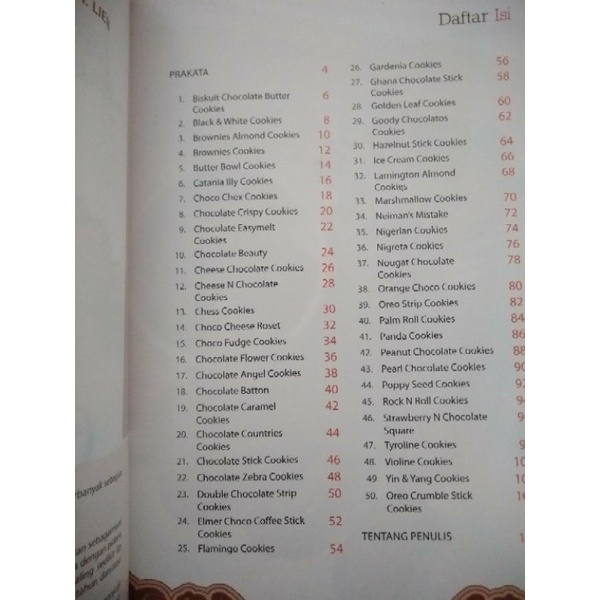 LIEM
Daftar Isi
PRAKATA 4
1. Biskuit Chocolate Butter 6
Cookies
2. Black & White Cookies 8
3. Brownies Almond Cookies 10
4. Brownies Cookies 12
5. Butter Bowl Cookies 14
6. Catania Illy Cookies 16
7. Choco Chex Cookies 18
8. Chocolate Crispy Cookies 20
9. Chocolate Easymelt 22
Cookies
10. Chocolate Beauty 24
11. Cheese Chocolate Cookies 26
12. Cheese N Chocolate 28
Cookies
13. Chess Cookies 30
14. Choco Cheese Roset 32
15. Choco Fudge Cookies 34
16. Chocolate Flower Cookies 36
17. Chocolate Angel Cookies 38
18. Chocolate Batton 40
19. Chocolate Caramel 42
Cookies
20. Chocolate Countries 44
Cookies
21. Chocolate Stick Cookies 46
22. Chocolate Zebra Cookies 48
23. Double Chocolate Strip 50
Cookies
24. Elmer Choco Coffee Stick 52
Cookies
25. Flamingo Cookies 54
26. Gardenia Cookies 56
27. Ghana Chocolate Stick 58
Cookies
28. Golden Leaf Cookies 60
29. Goody Chocolatos 62
Cookies
30. Hazelnut Stick Cookies 64
31. Ice Cream Cookies 66
32. Lamington Almond 68
Cookies
33. Marshmallow Cookies 70
34. Neiman's Mistake 72
35. Nigerian Cookies 74
36. Nigreta Cookies 76
37. Nougat Chocolate 78
Cookies
38. Orange Choco Cookies 80
39. Oreo Strip Cookies 82
40. Palm Roll Cookies 84
41. Panda Cookies 86
42. Peanut Chocolate Cookies 88
43. Pearl Chocolate Cookies 90
44. Poppy Seed Cookies 92
45. Rock N Roll Cookies
46. Strawberry N Chocolate
Square
47. Tyroline Cookies
48. Violine Cookies
49 Yin & Yang Cookies
50. Oreo Crumble Stick
Cookies
TENTANG PENULIS